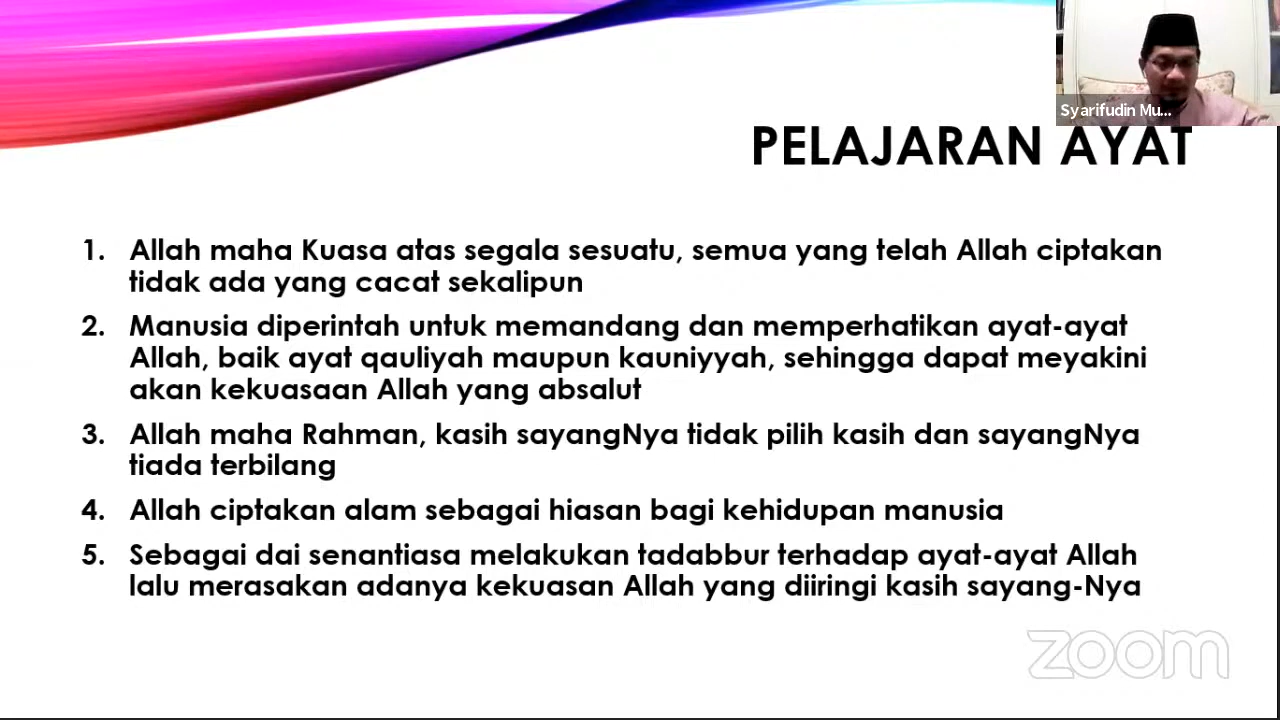 Syarifudin Mu...
PELAJARAN AYAT
1. Allah maha Kuasa atas segala sesuatu, semua yang telah Allah ciptakan
tidak ada yang cacat sekalipun
2. Manusia diperintah untuk memandang dan memperhatikan ayat-ayat
Allah, baik ayat qauliyah maupun kauniyyah, sehingga dapat meyakini
akan kekuasaan Allah yang absalut
3. Allah maha Rahman, kasih sayangNya tidak pilih kasih dan sayangNya
tiada terbilang
4. Allah ciptakan alam sebagai hiasan bagi kehidupan manusia
5. Sebagai dai senantiasa melakukan tadabbur terhadap ayat-ayat Allah
lalu merasakan adanya kekuasan Allah yang diiringi kasih sayang-Nya
zoom